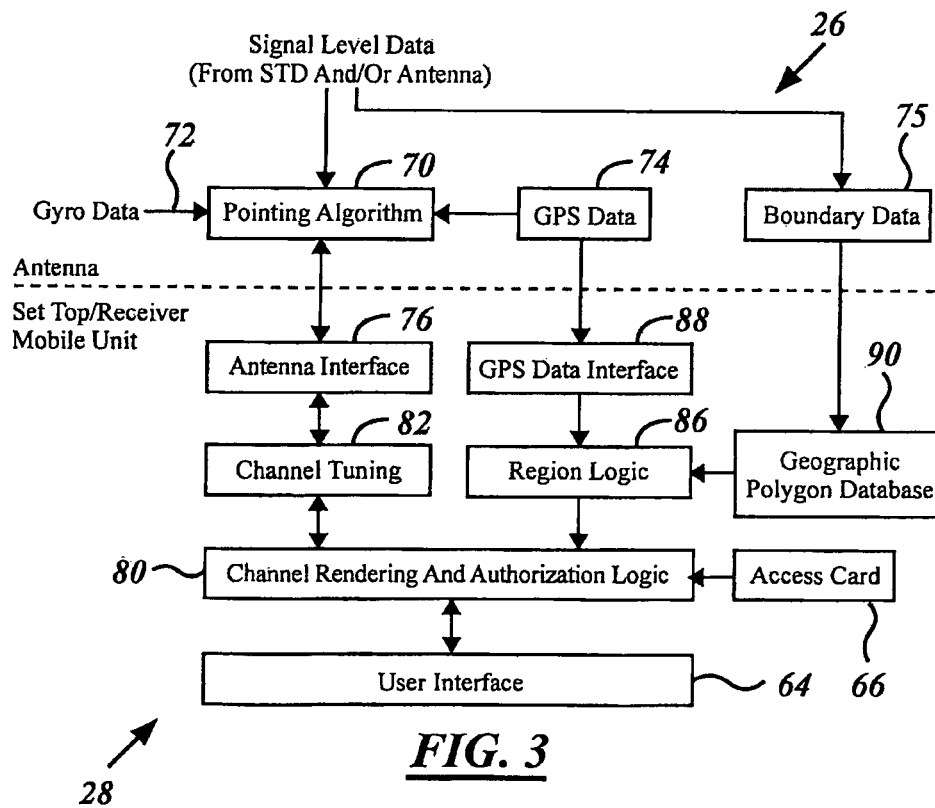 Signal Level Data
(From STD And/Or Antenna)
26
72
70
74
75
Gyro Data
Pointing Algorithm
GPS Data
Boundary Data
Antenna
Set Top/Receiver
Mobile Unit
76
88
90
Antenna Interface
GPS Data Interface
82
86
Channel Tuning
Region Logic
Geographic
Polygon Database
80
Channel Rendering And Authorization Logic
Access Card
User Interface
64
66
28
FIG. 3